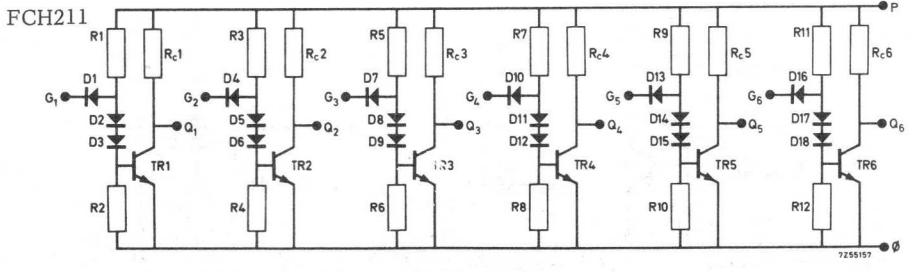 FCH211
P
R1
Rc1
R3
Rc2
R5
Rc3
R7
Rc4
R9
Rc5
R11
Rc6
D1
D4
D7
D10
D13
D16
G1
G2
G3
G4
G5
G6
D2
Q1
D5
Q2
D8
Q3
D11
Q4
D14
Q5
D17
Q6
D3
D6
D9
D12
D15
D18
TR1
TR2
TR3
TR4
TR5
TR6
R2
R4
R6
R8
R10
R12
Ø
7Z55157